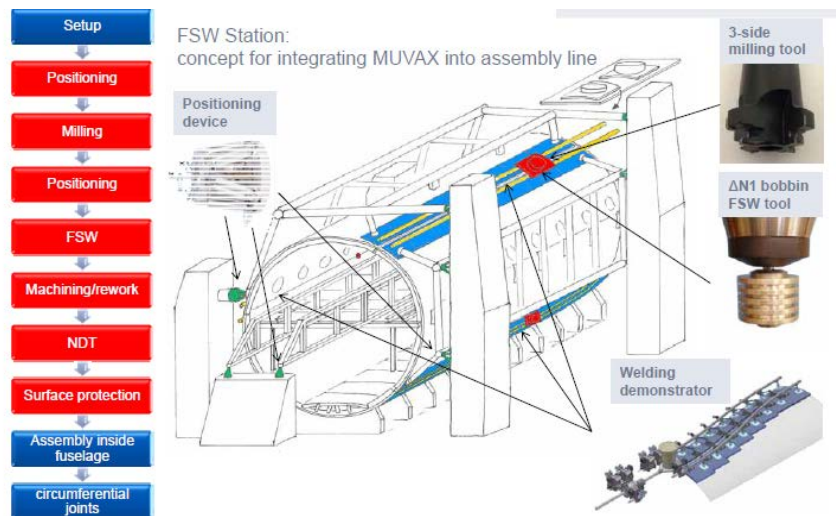 Setup
Positioning
Milling
Positioning
FSW
Machining/rework
NDT
Surface protection
Assembly inside
fuselage
circumferential
joints
FSW Station:
concept for integrating MUVAX into assembly line
Positioning
device
3-side
milling tool
ΔN1 bobbin
FSW tool
Welding
demonstrator